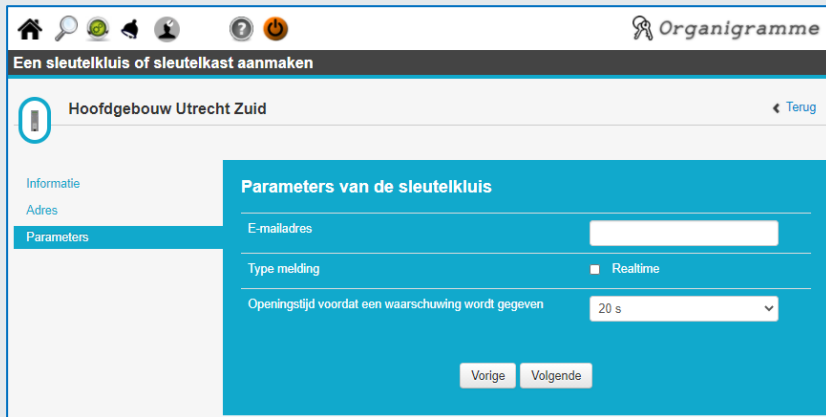 Organigramme
Een sleutelkluis of sleutelkast aanmaken
Hoofdgebouw Utrecht Zuid
Terug
Informatie
Adres
Parameters
Parameters van de sleutelkluis
E-mailadres
Type melding Realtime
Openingstijd voordat een waarschuwing wordt gegeven 20 s
Vorige Volgende